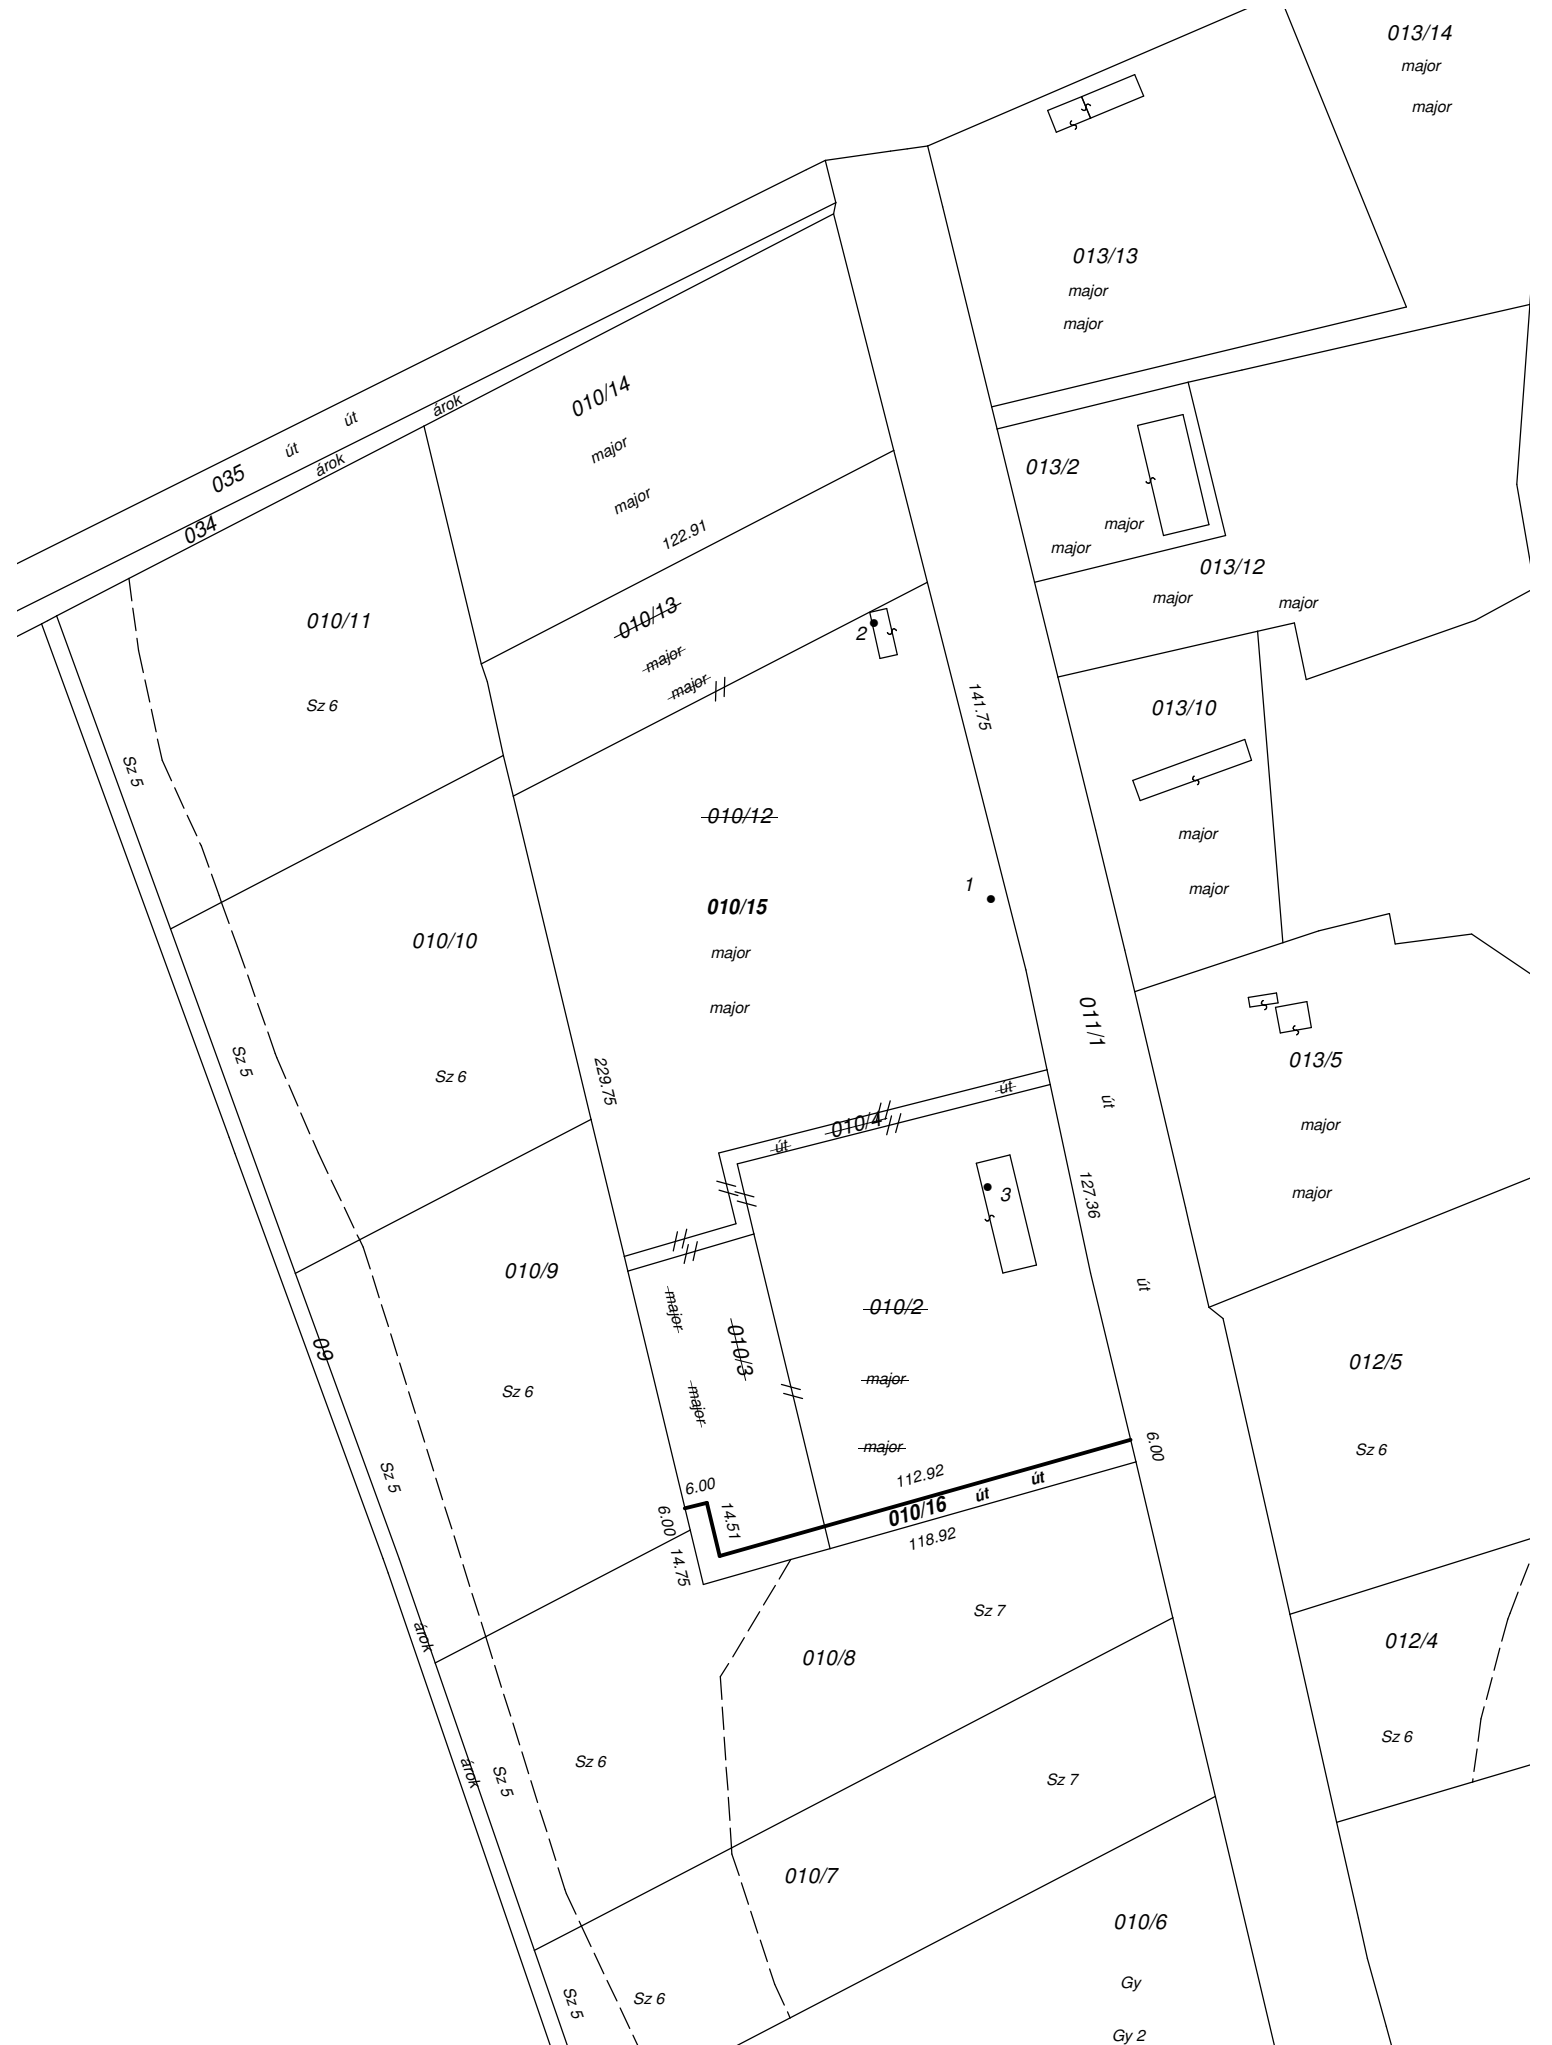 013/14
major
major
013/13
major
major
010/14
major
major
122.91
035
út
út
árok
034
árok
013/2
major
major
013/12
major
major
010/11
Sz 6
Sz 5
010/13
major
major
2
141.75
013/10
major
major
010/12
010/15
major
major
1
010/10
Sz 6
Sz 5
229.75
011/1
út
út
013/5
major
major
010/4
út
út
127.36
3
010/9
Sz 6
09
major
major
010/3
010/2
major
major
012/5
Sz 6
6.00
112.92
010/16
út
út
118.92
6.00
6.00
14.51
14.75
Sz 5
árok
árok
Sz 7
010/8
Sz 6
Sz 5
012/4
Sz 6
Sz 7
010/7
010/6
Gy
Gy 2
Sz 6
Sz 5